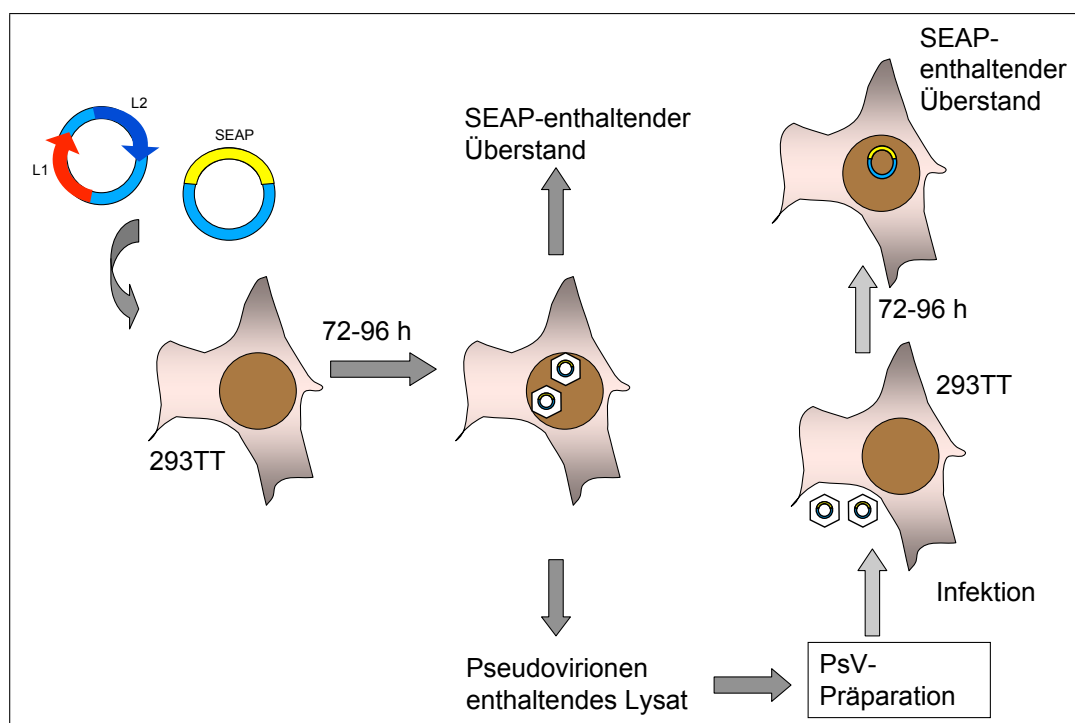 L2
L1
SEAP
293TT
72-96 h
SEAP-enthaltender
Überstand
Pseudovirionen
enthaltendes Lysat
PsV-
Präparation
Infektion
293TT
72-96 h
SEAP-
enthaltender
Überstand